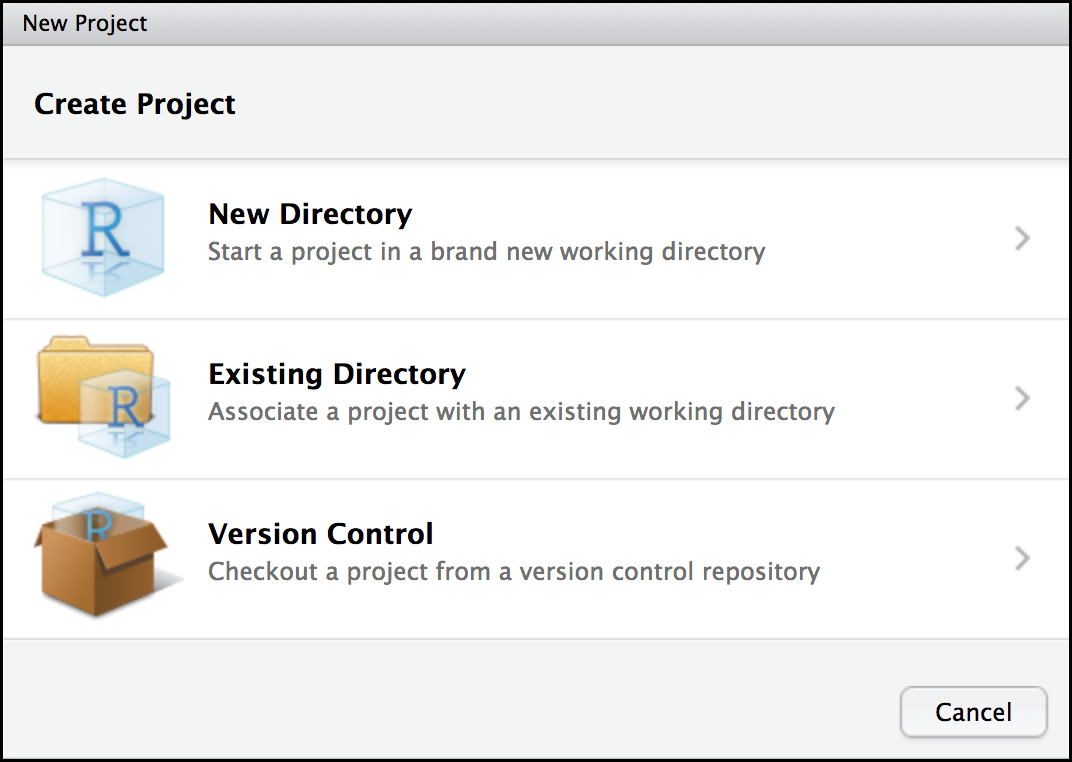 New Project
Create Project
R
New Directory
Start a project in a brand new working directory
R
Existing Directory
Associate a project with an existing working directory
R
Version Control
Checkout a project from a version control repository
Cancel